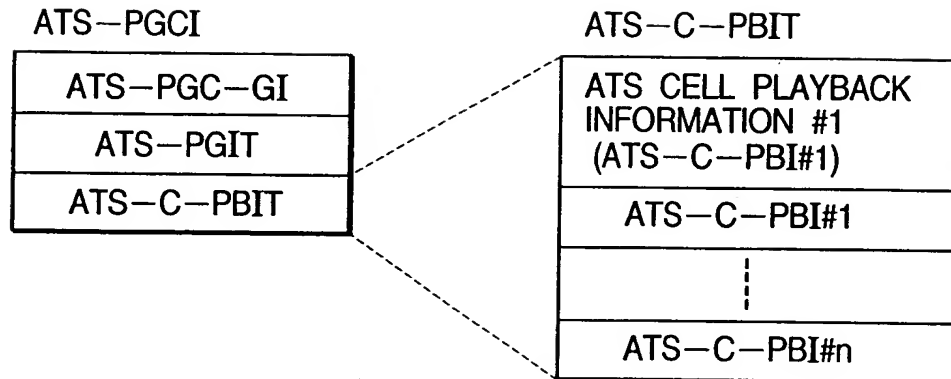 ATS-PGCI
ATS-PGC-GI
ATS-PGIT
ATS-C-PBIT
ATS-C-PBIT
ATS CELL PLAYBACK
INFORMATION #1
(ATS-C-PBI#1)
ATS-C-PBI#1
ATS-C-PBI#n